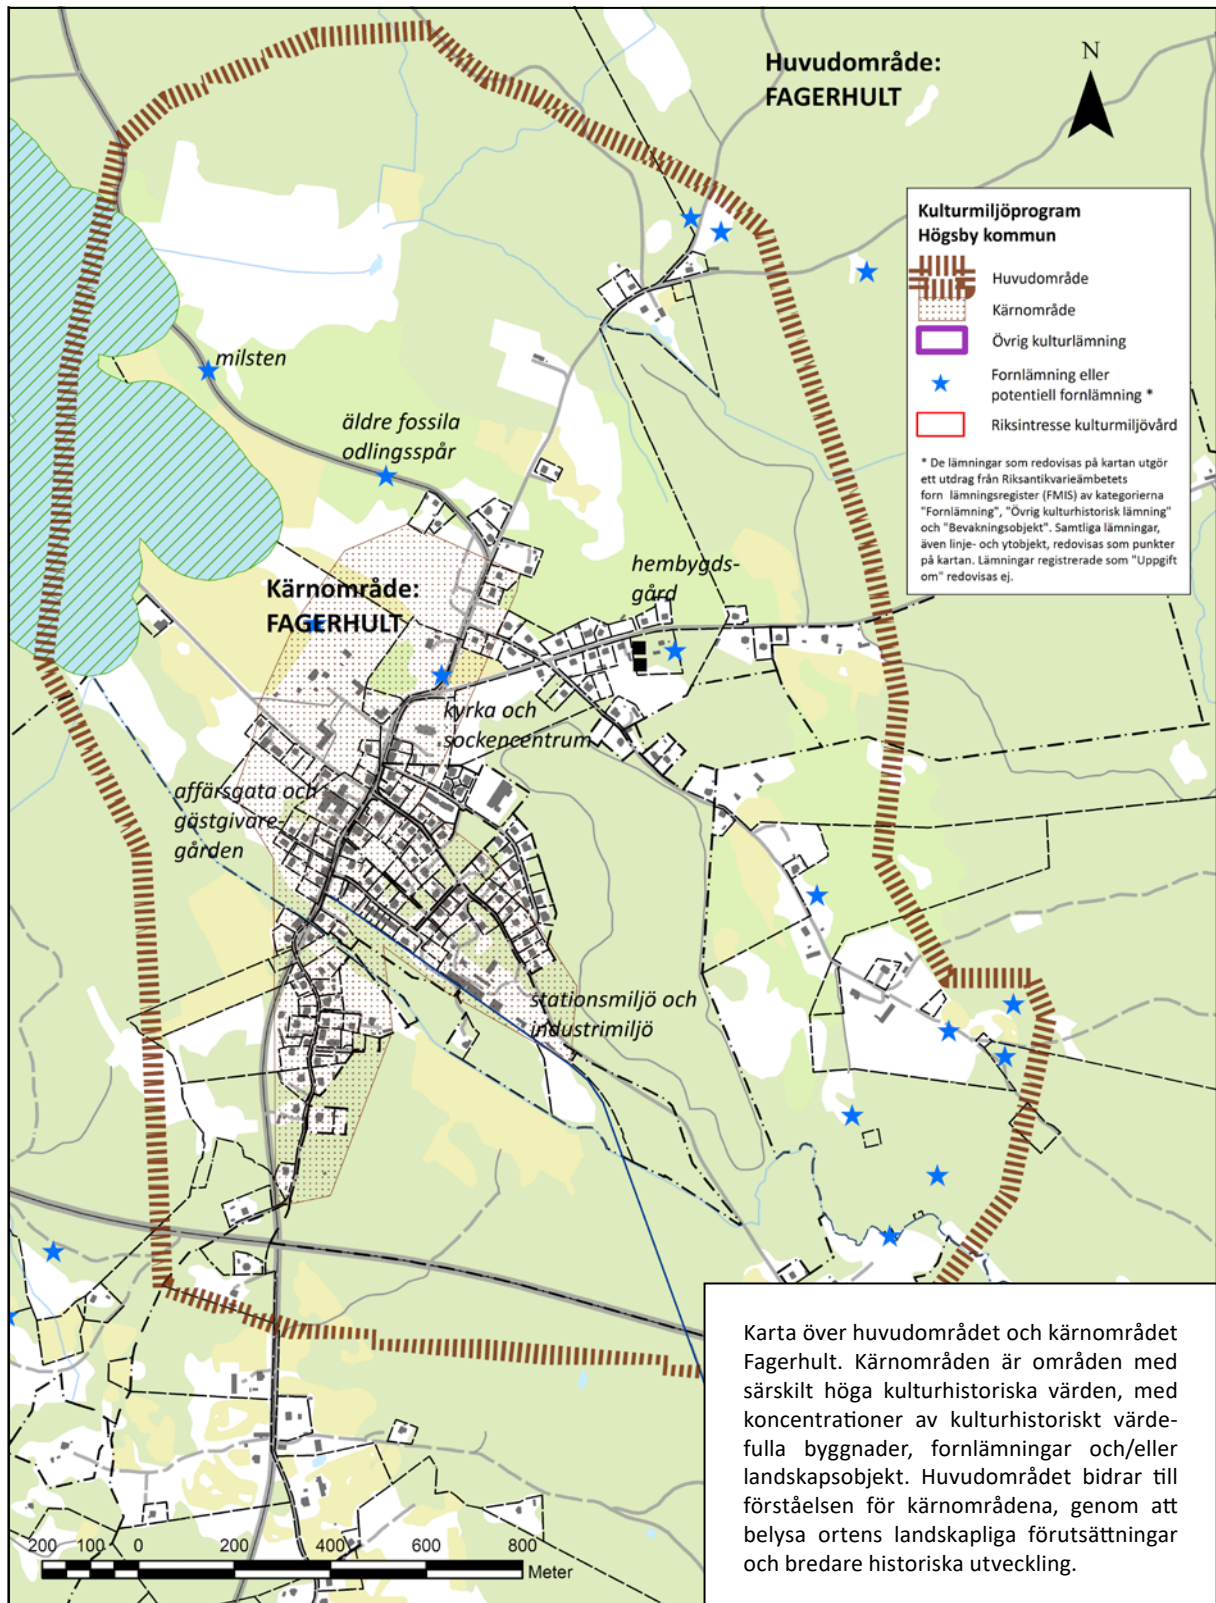 Huvudområde:
FAGERHULT
N
Kulturmiljöprogram
Högsby kommun
Huvudområde
Kärnområde
Övrig kulturlämning
Fornlämning eller
potentiell fornlämning *
Riksintresse kulturmiljövård
* De lämningar som redovisas på kartan utgör
ett utdrag från Riksantikvarieämbetets
forn lämningsregister (FMIS) av kategorierna
"Fornlämning", "Övrig kulturhistorisk lämning"
och "Bevakningsobjekt". Samtliga lämningar,
även linje- och ytobjekt, redovisas som punkter
på kartan. Lämningar registrerade som "Uppgift
om" redovisas ej.
milsten
äldre fossila
odlingsspår
hembygds-
gård
Kärnområde:
FAGERHULT
kyrka och
sockencentrum
affärsgata och
gästgivare-
gården
stationsmiljö och
industrimiljö
200 100 0 200 400 600 800
Meter
Karta över huvudområdet och kärnområdet
Fagerhult. Kärnområden är områden med
särskilt höga kulturhistoriska värden, med
koncentrationer av kulturhistoriskt värde-
fulla byggnader, fornlämningar och/eller
landskapsobjekt. Huvudområdet bidrar till
förståelsen för kärnområdena, genom att
belysa ortens landskapliga förutsättningar
och bredare historiska utveckling.